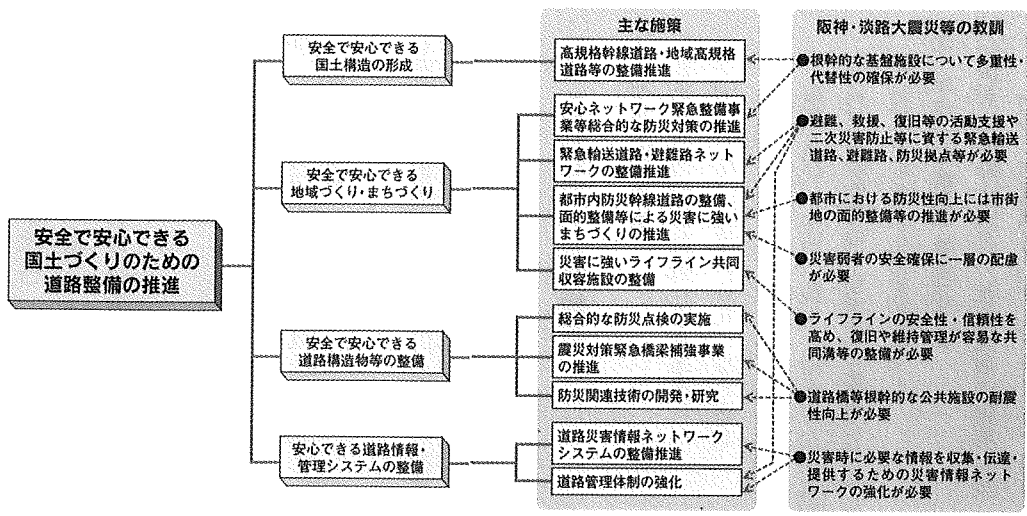 主な施策
阪神・淡路大震災等の教訓
安全で安心できる
国土づくりのための
道路整備の推進
安全で安心できる
国土構造の形成
安全で安心できる
地域づくり・まちづくり
安全で安心できる
道路構造物等の整備
安心できる道路情報・
管理システムの整備
高規格幹線道路・地域高規格
道路等の整備推進
安心ネットワーク緊急整備事
業等総合的な防災対策の推進
緊急輸送道路・避難路ネット
ワークの整備推進
都市内防災幹線道路の整備、
面的整備等による災害に強い
まちづくりの推進
災害に強いライフライン共同
収容施設の整備
総合的な防災点検の実施
震災対策緊急橋梁補強事業
の推進
防災関連技術の開発・研究
道路災害情報ネットワーク
システムの整備推進
道路管理体制の強化
●根幹的な基盤施設について多重性・
代替性の確保が必要
●避難、救援、復旧等の活動支援や
二次災害防止等に資する緊急輸送
道路、避難路、防災拠点等が必要
●都市における防災性向上には市街
地の面的整備等の推進が必要
●災害弱者の安全確保に一層の配慮
が必要
●ライフラインの安全性・信頼性を
高め、復旧や維持管理が容易な共
同溝等の整備が必要
●道路橋等根幹的な公共施設の耐震
性向上が必要
●災害時に必要な情報を収集・伝達・
提供するための災害情報ネット
ワークの強化が必要